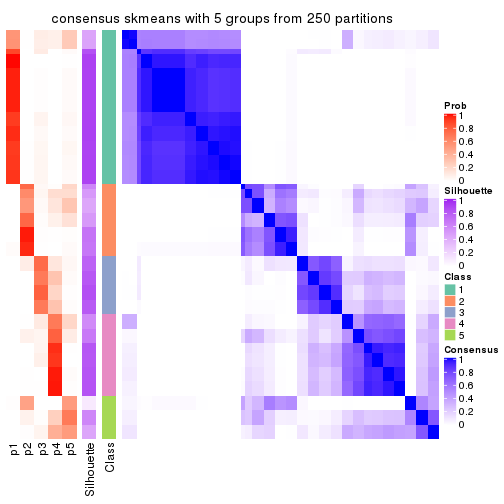 consensus skmeans with 5 groups from 250 partitions
Prob
1
0.8
0.6
0.4
0.2
0
Silhouette
1
0.8
0.6
0.4
0.2
0
Class
1
2
3
4
5
Consensus
1
0.8
0.6
0.4
0.2
0
p1
p2
p3
p4
p5
Silhouette
Class